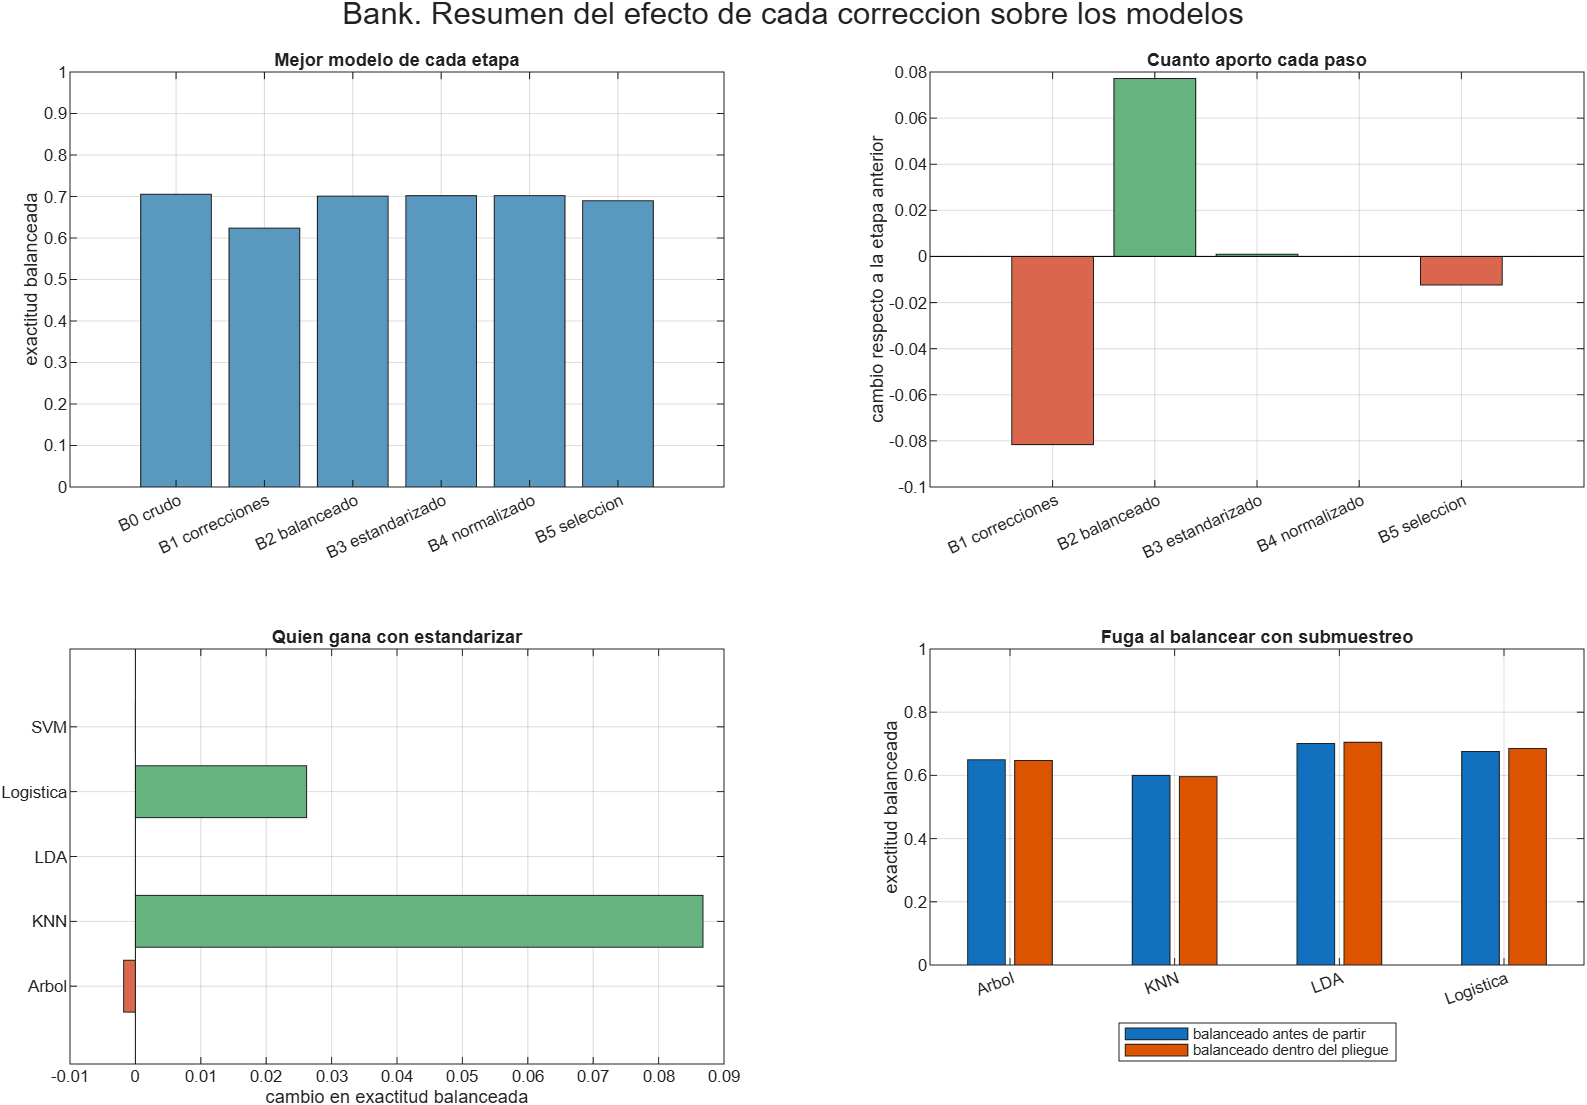 Bank. Resumen del efecto de cada correccion sobre los modelos
Mejor modelo de cada etapa
exactitud balanceada
1
0.9
0.8
0.7
0.6
0.5
0.4
0.3
0.2
0.1
0
B0 crudo
B1 correcciones
B2 balanceado
B3 estandarizado
B4 normalizado
B5 seleccion
Cuanto aporto cada paso
cambio respecto a la etapa anterior
0.08
0.06
0.04
0.02
0
-0.02
-0.04
-0.06
-0.08
-0.1
B1 correcciones
B2 balanceado
B3 estandarizado
B4 normalizado
B5 seleccion
Quien gana con estandarizar
SVM
Logistica
LDA
KNN
Arbol
-0.01
0
0.01
0.02
0.03
0.04
0.05
0.06
0.07
0.08
0.09
cambio en exactitud balanceada
Fuga al balancear con submuestreo
exactitud balanceada
1
0.8
0.6
0.4
0.2
0
Arbol
KNN
LDA
Logistica
balanceado antes de partir
balanceado dentro del pliegue